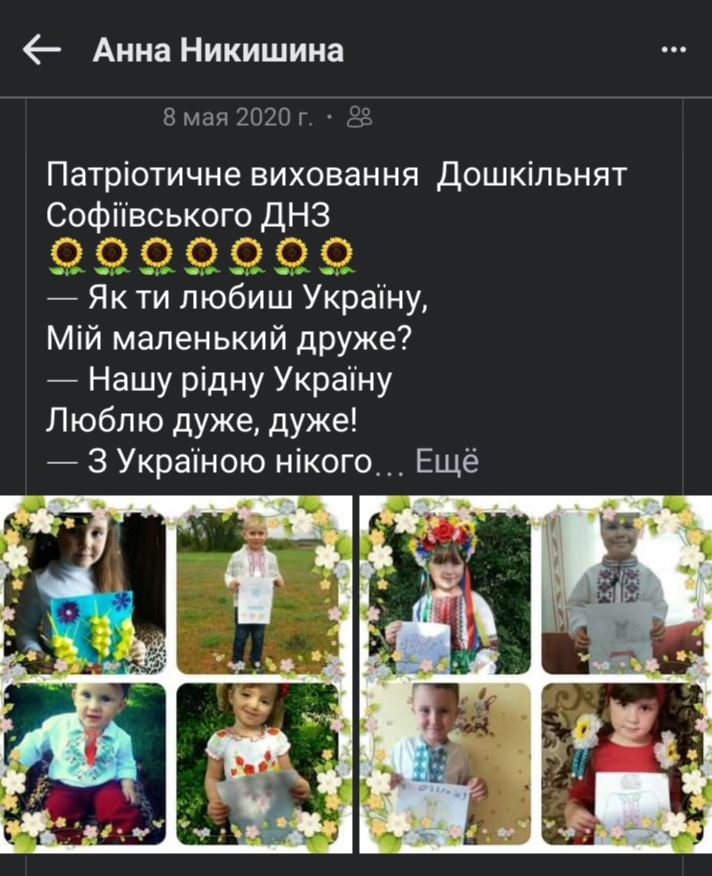 Анна Никишина
8 мая 2020 г.
Патріотичне виховання Дошкільнят
Софіївського ДНЗ
🌻🌻🌻🌻🌻🌻🌻
— Як ти любиш Україну,
Мій маленький друже?
— Нашу рідну Україну
Люблю дуже, дуже!
— З Україною нікого... Ещё